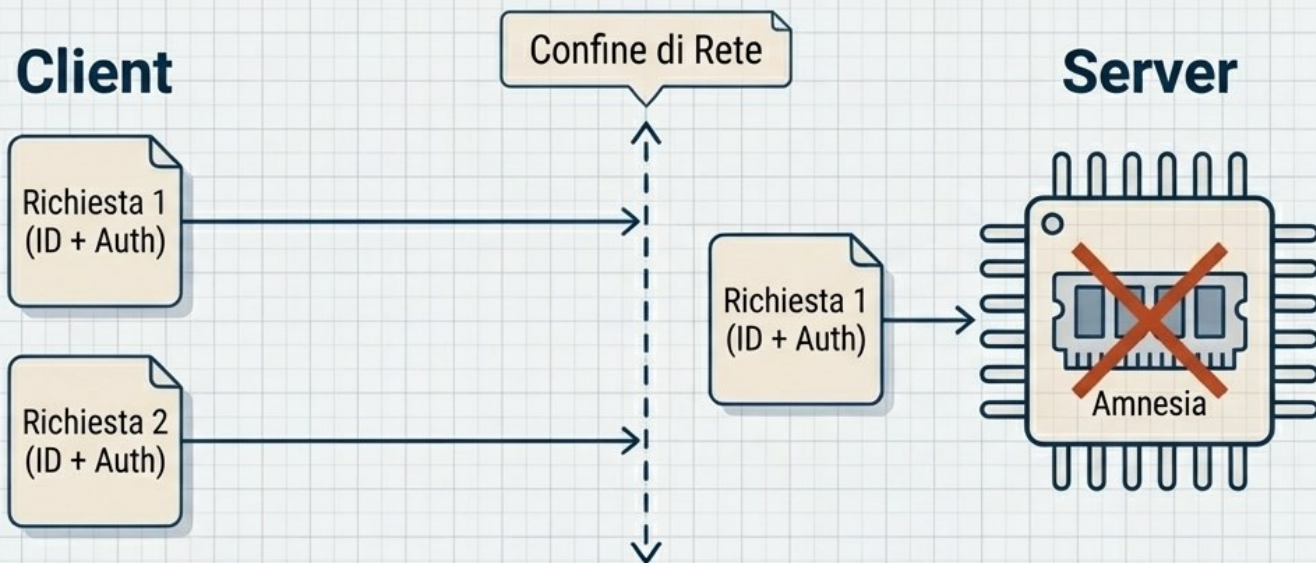 Confine di Rete
Client
Server
Richiesta 1
(ID + Auth)
Richiesta 2
(ID + Auth)
Richiesta 1
(ID + Auth)
Amnesia